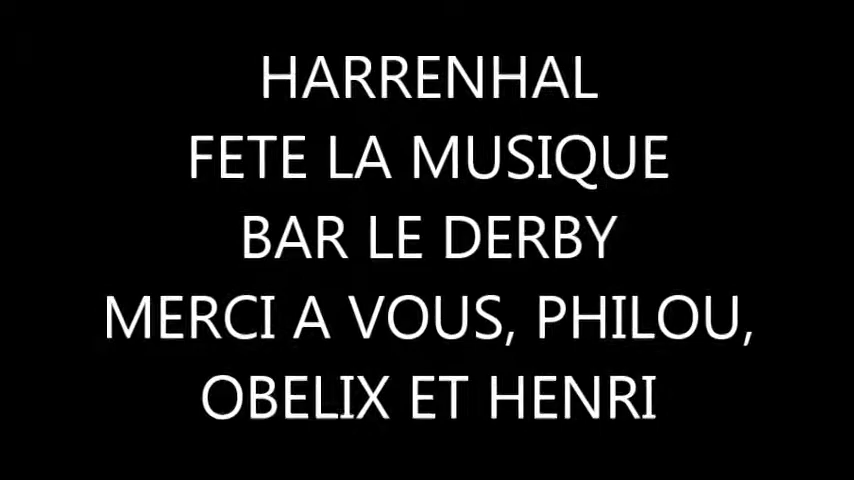 HARRENHAL
FETE LA MUSIQUE
BAR LE DERBY
MERCI A VOUS, PHILOU,
OBELIX ET HENRI